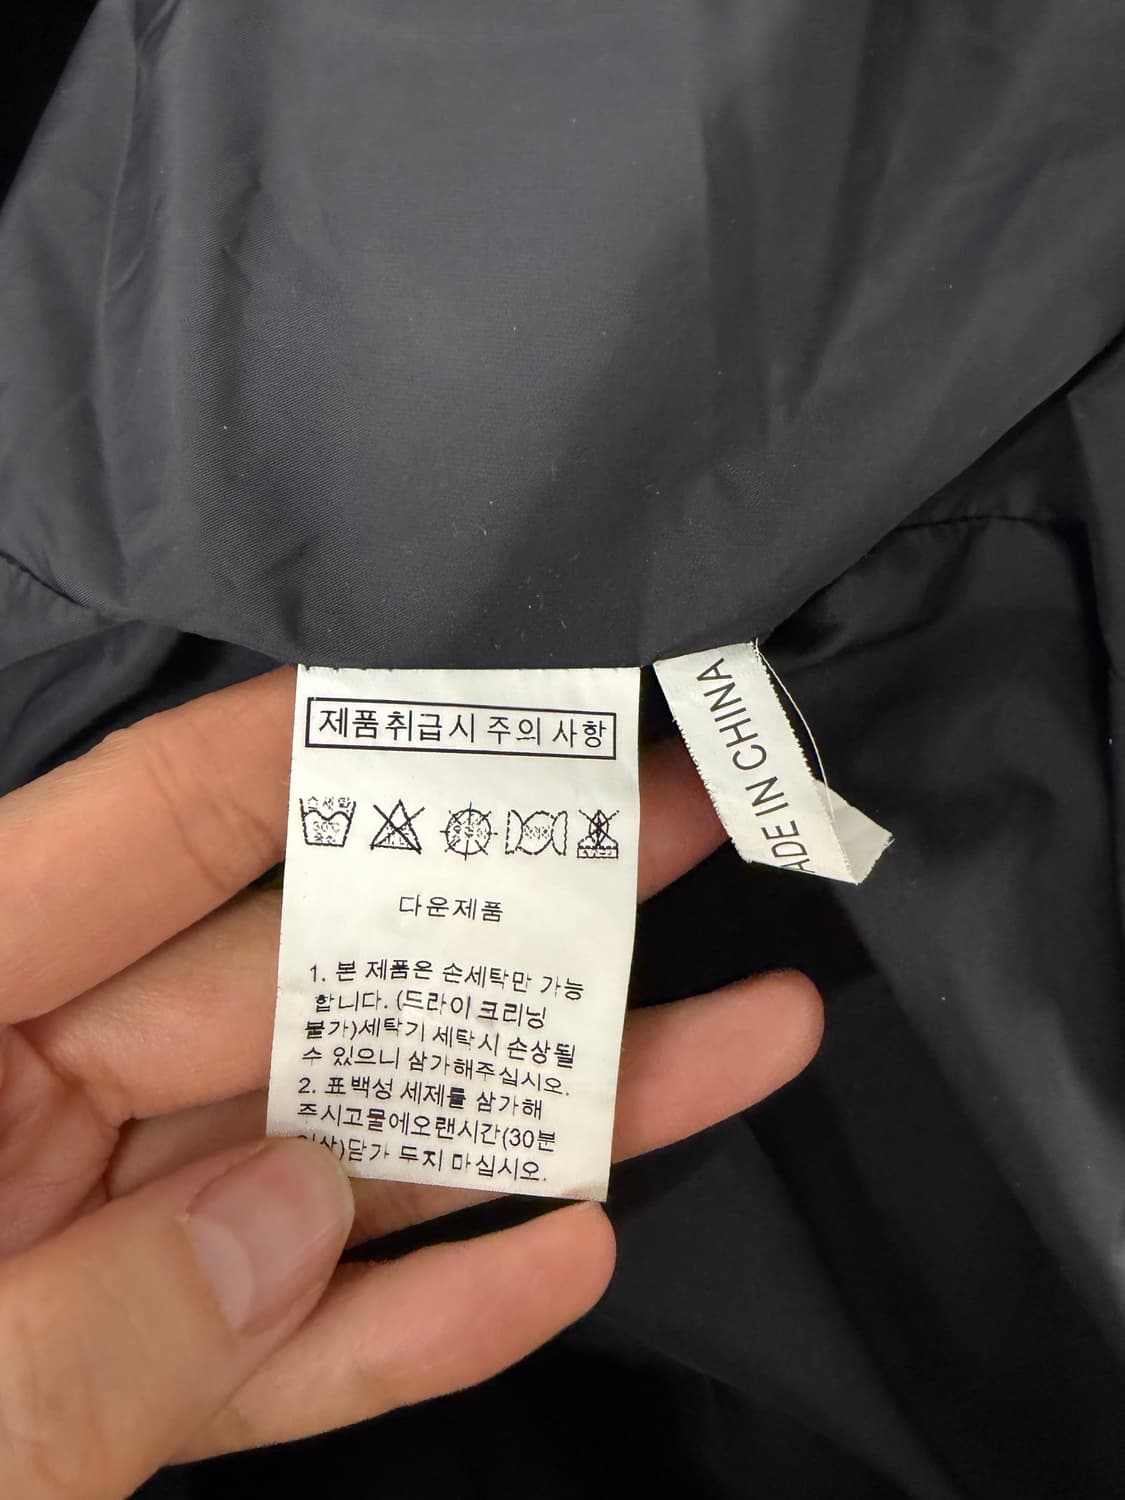 제품취급시 주의 사항
손세탁
30℃
다운제품
1. 본 제품은 손세탁만 가능
합니다. (드라이 크리닝
불가)세탁기 세탁시 손상될
수 있으니 삼가해주십시오.
2. 표백성 세제를 삼가해
주시고물에오랜시간(30분
이상)담가 두지 마십시오.
ADE IN CHINA